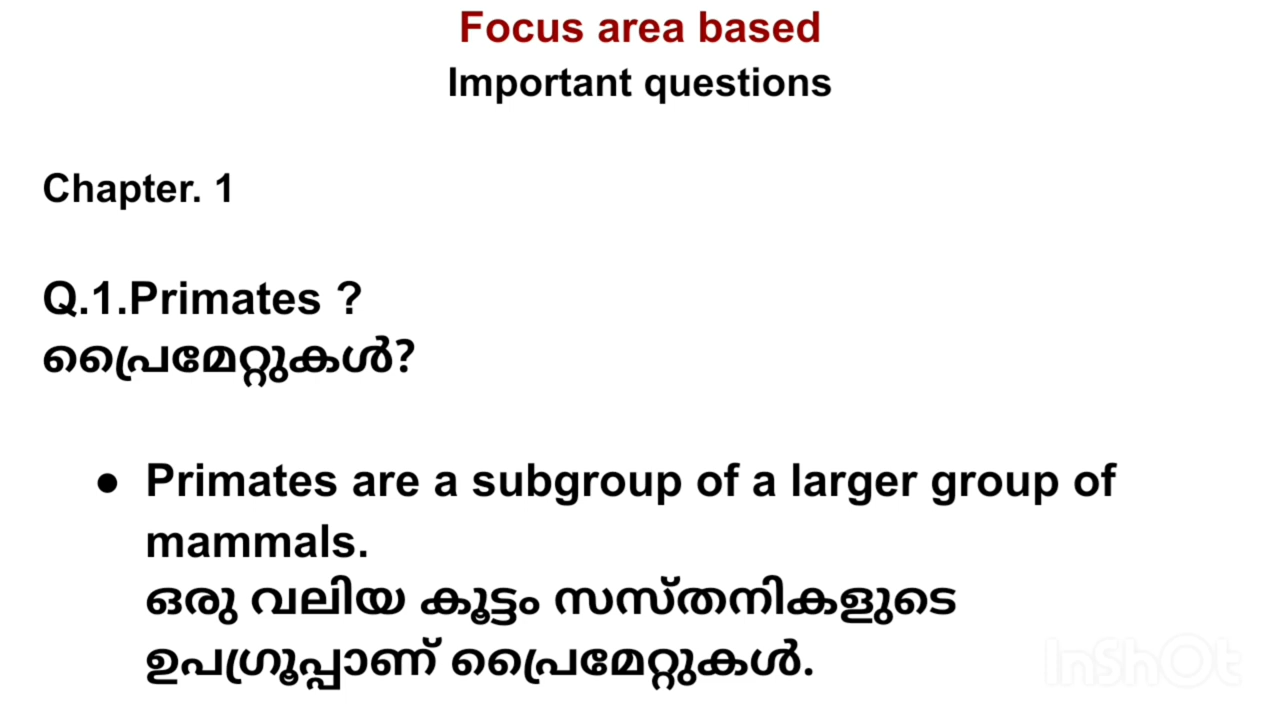 Focus area based
Important questions
Chapter. 1
Q.1.Primates ?
പ്രൈമേറ്റുകൾ?
● Primates are a subgroup of a larger group of
mammals.
ഒരു വലിയ കൂട്ടം സസ്തനികളുടെ
ഉപഗ്രൂപ്പാണ് പ്രൈമേറ്റുകൾ.
InShOt